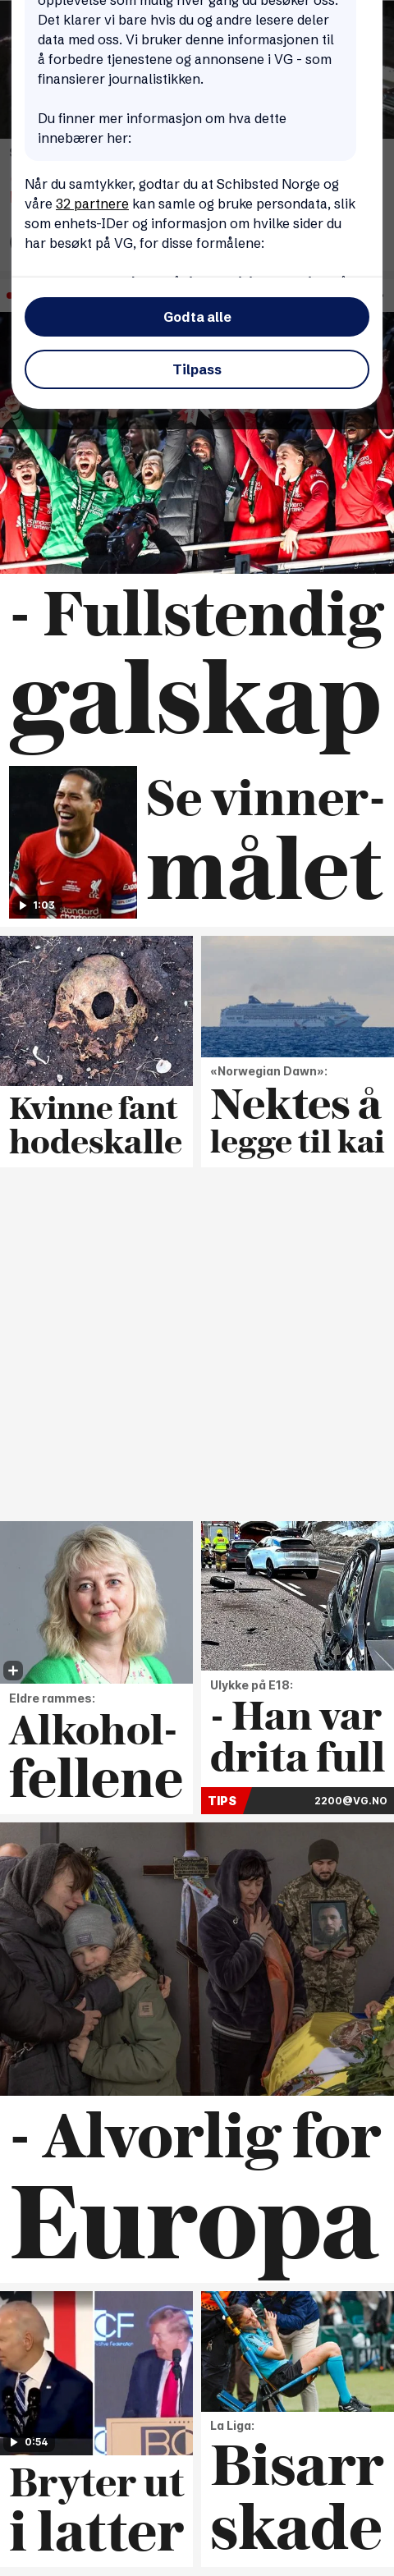 opplevelse som mulig hver gang du besøker oss.
Det klarer vi bare hvis du og andre lesere deler
data med oss. Vi bruker denne informasjonen til
å forbedre tjenestene og annonsene i VG - som
finansierer journalistikken.
Du finner mer informasjon om hva dette
innebærer her:
Når du samtykker, godtar du at Schibsted Norge og
våre 32 partnere kan samle og bruke persondata, slik
som enhets-IDer og informasjon om hvilke sider du
har besøkt på VG, for disse formålene:
Godta alle
Tilpass
- Fullstendig
galskap
Se vinner-
målet
1:03
standard
chartered
Kvinne fant
hodeskalle
«Norwegian Dawn»:
Nektes å
legge til kai
Eldre rammes:
Alkohol-
fellene
Ulykke på E18:
- Han var
drita full
TIPS
2200@VG.NO
- Alvorlig for
Europa
0:54
Bryter ut
i latter
La Liga:
Bisarr
skade